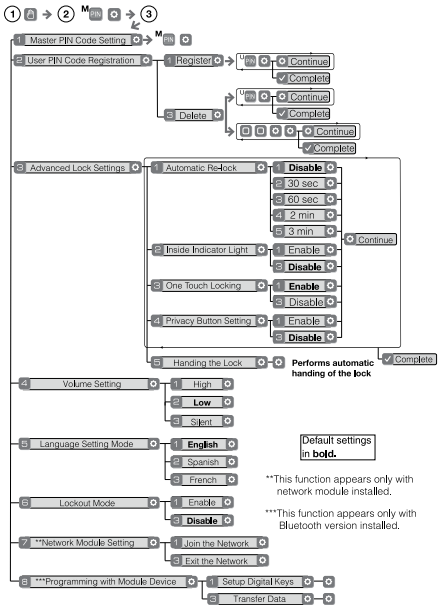 1 2 M PIN 3
1 Master PIN Code Setting M PIN
2 User PIN Code Registration 1 Register U PIN Continue
Complete
3 Delete U PIN Continue
Complete
Continue
Complete
3 Advanced Lock Settings 1 Automatic Re-lock 1 Disable
2 30 sec
3 60 sec
4 2 min
5 3 min
Continue
2 Inside Indicator Light 1 Enable
3 Disable
3 One Touch Locking 1 Enable
3 Disable
4 Privacy Button Setting 1 Enable
3 Disable
5 Handing the Lock Performs automatic
handing of the lock
Complete
4 Volume Setting 1 High
2 Low
3 Silent
5 Language Setting Mode 1 English
2 Spanish
3 French
Default settings
in bold.
6 Lockout Mode 1 Enable
3 Disable
**This function appears only with
network module installed.
***This function appears only with
Bluetooth version installed.
7 **Network Module Setting 1 Join the Network
3 Exit the Network
8 ***Programming with Module Device 1 Setup Digital Keys
3 Transfer Data